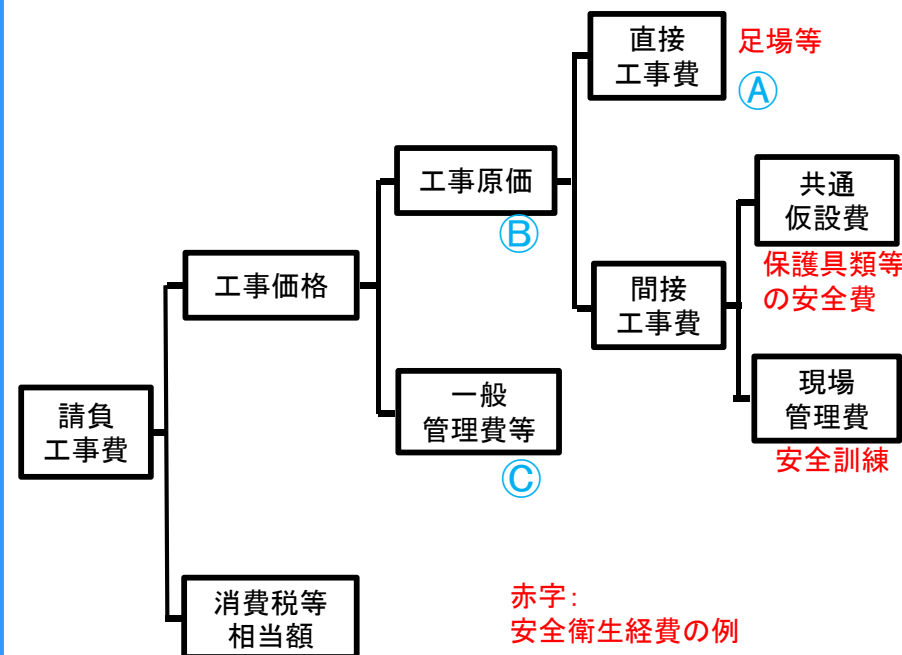 直接
工事費
足場等
Ⓐ
工事原価
Ⓑ
共通
仮設費
保護具類等
の安全費
工事価格
間接
工事費
一般
管理費等
Ⓒ
現場
管理費
安全訓練
請負
工事費
消費税等
相当額
赤字：
安全衛生経費の例